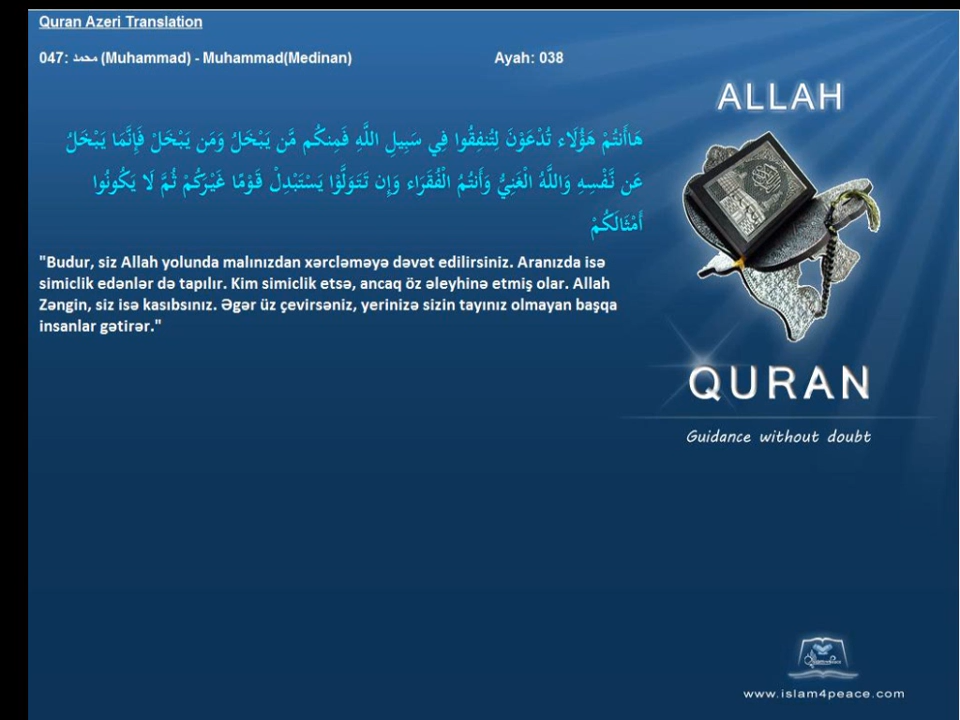 Quran Azeri Translation
047: محمد (Muhammad) - Muhammad(Medinan) Ayah: 038
هَاأَنتُمْ هَؤُلَاء تُدْعَوْنَ لِتُنفِقُوا فِي سَبِيلِ اللَّهِ فَمِنكُم مَّن يَبْخَلُ وَمَن يَبْخَلْ فَإِنَّمَا يَبْخَلُ
عَن نَّفْسِهِ وَاللَّهُ الْغَنِيُّ وَأَنتُمُ الْفُقَرَاء وَإِن تَتَوَلَّوْا يَسْتَبْدِلْ قَوْمًا غَيْرَكُمْ ثُمَّ لَا يَكُونُوا
أَمْثَالَكُمْ
"Budur, siz Allah yolunda malınızdan xərcləməyə dəvət edilirsiniz. Aranızda isə
simiclik edənlər də tapılır. Kim simiclik etsə, ancaq öz əleyhinə etmiş olar. Allah
Zəngin, siz isə kasıbsınız. Əgər üz çevirsəniz, yerinizə sizin tayınız olmayan başqa
insanlar gətirər."
ALLAH
QURAN
Guidance without doubt
www.islam4peace.com